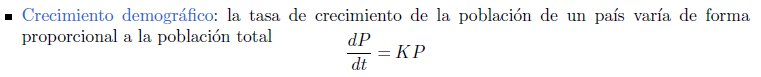 ▪ Crecimiento demográfico: la tasa de crecimiento de la población de un país varía de forma
proporcional a la población total
dP/dt = KP